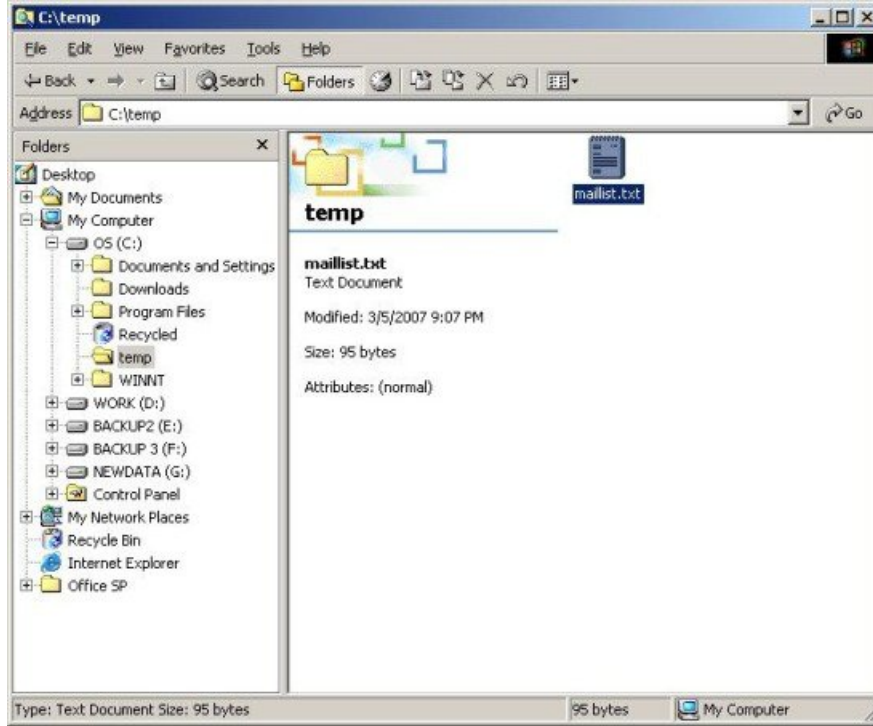 C:\temp
File Edit View Favorites Tools Help
Back Search Folders
Address C:\temp Go
Folders
Desktop
My Documents
My Computer
OS (C:)
Documents and Settings
Downloads
Program Files
Recycled
temp
WINNT
WORK (D:)
BACKUP2 (E:)
BACKUP 3 (F:)
NEWDATA (G:)
Control Panel
My Network Places
Recycle Bin
Internet Explorer
Office SP
temp
maillist.txt
Text Document
Modified: 3/5/2007 9:07 PM
Size: 95 bytes
Attributes: (normal)
maillist.txt
Type: Text Document Size: 95 bytes 95 bytes My Computer